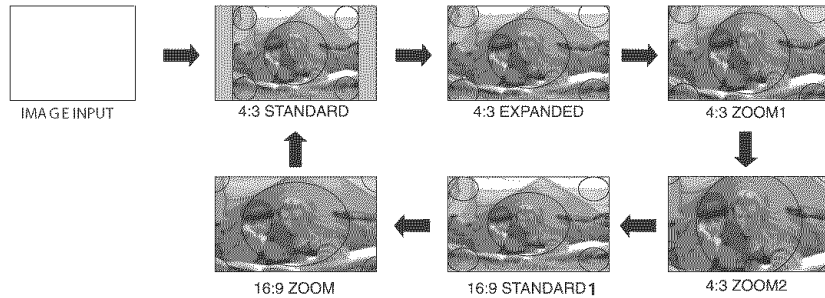 IMAGE INPUT
4:3 STANDARD
4:3 EXPANDED
4:3 ZOOM1
16:9 ZOOM
16:9 STANDARD1
4:3 ZOOM2